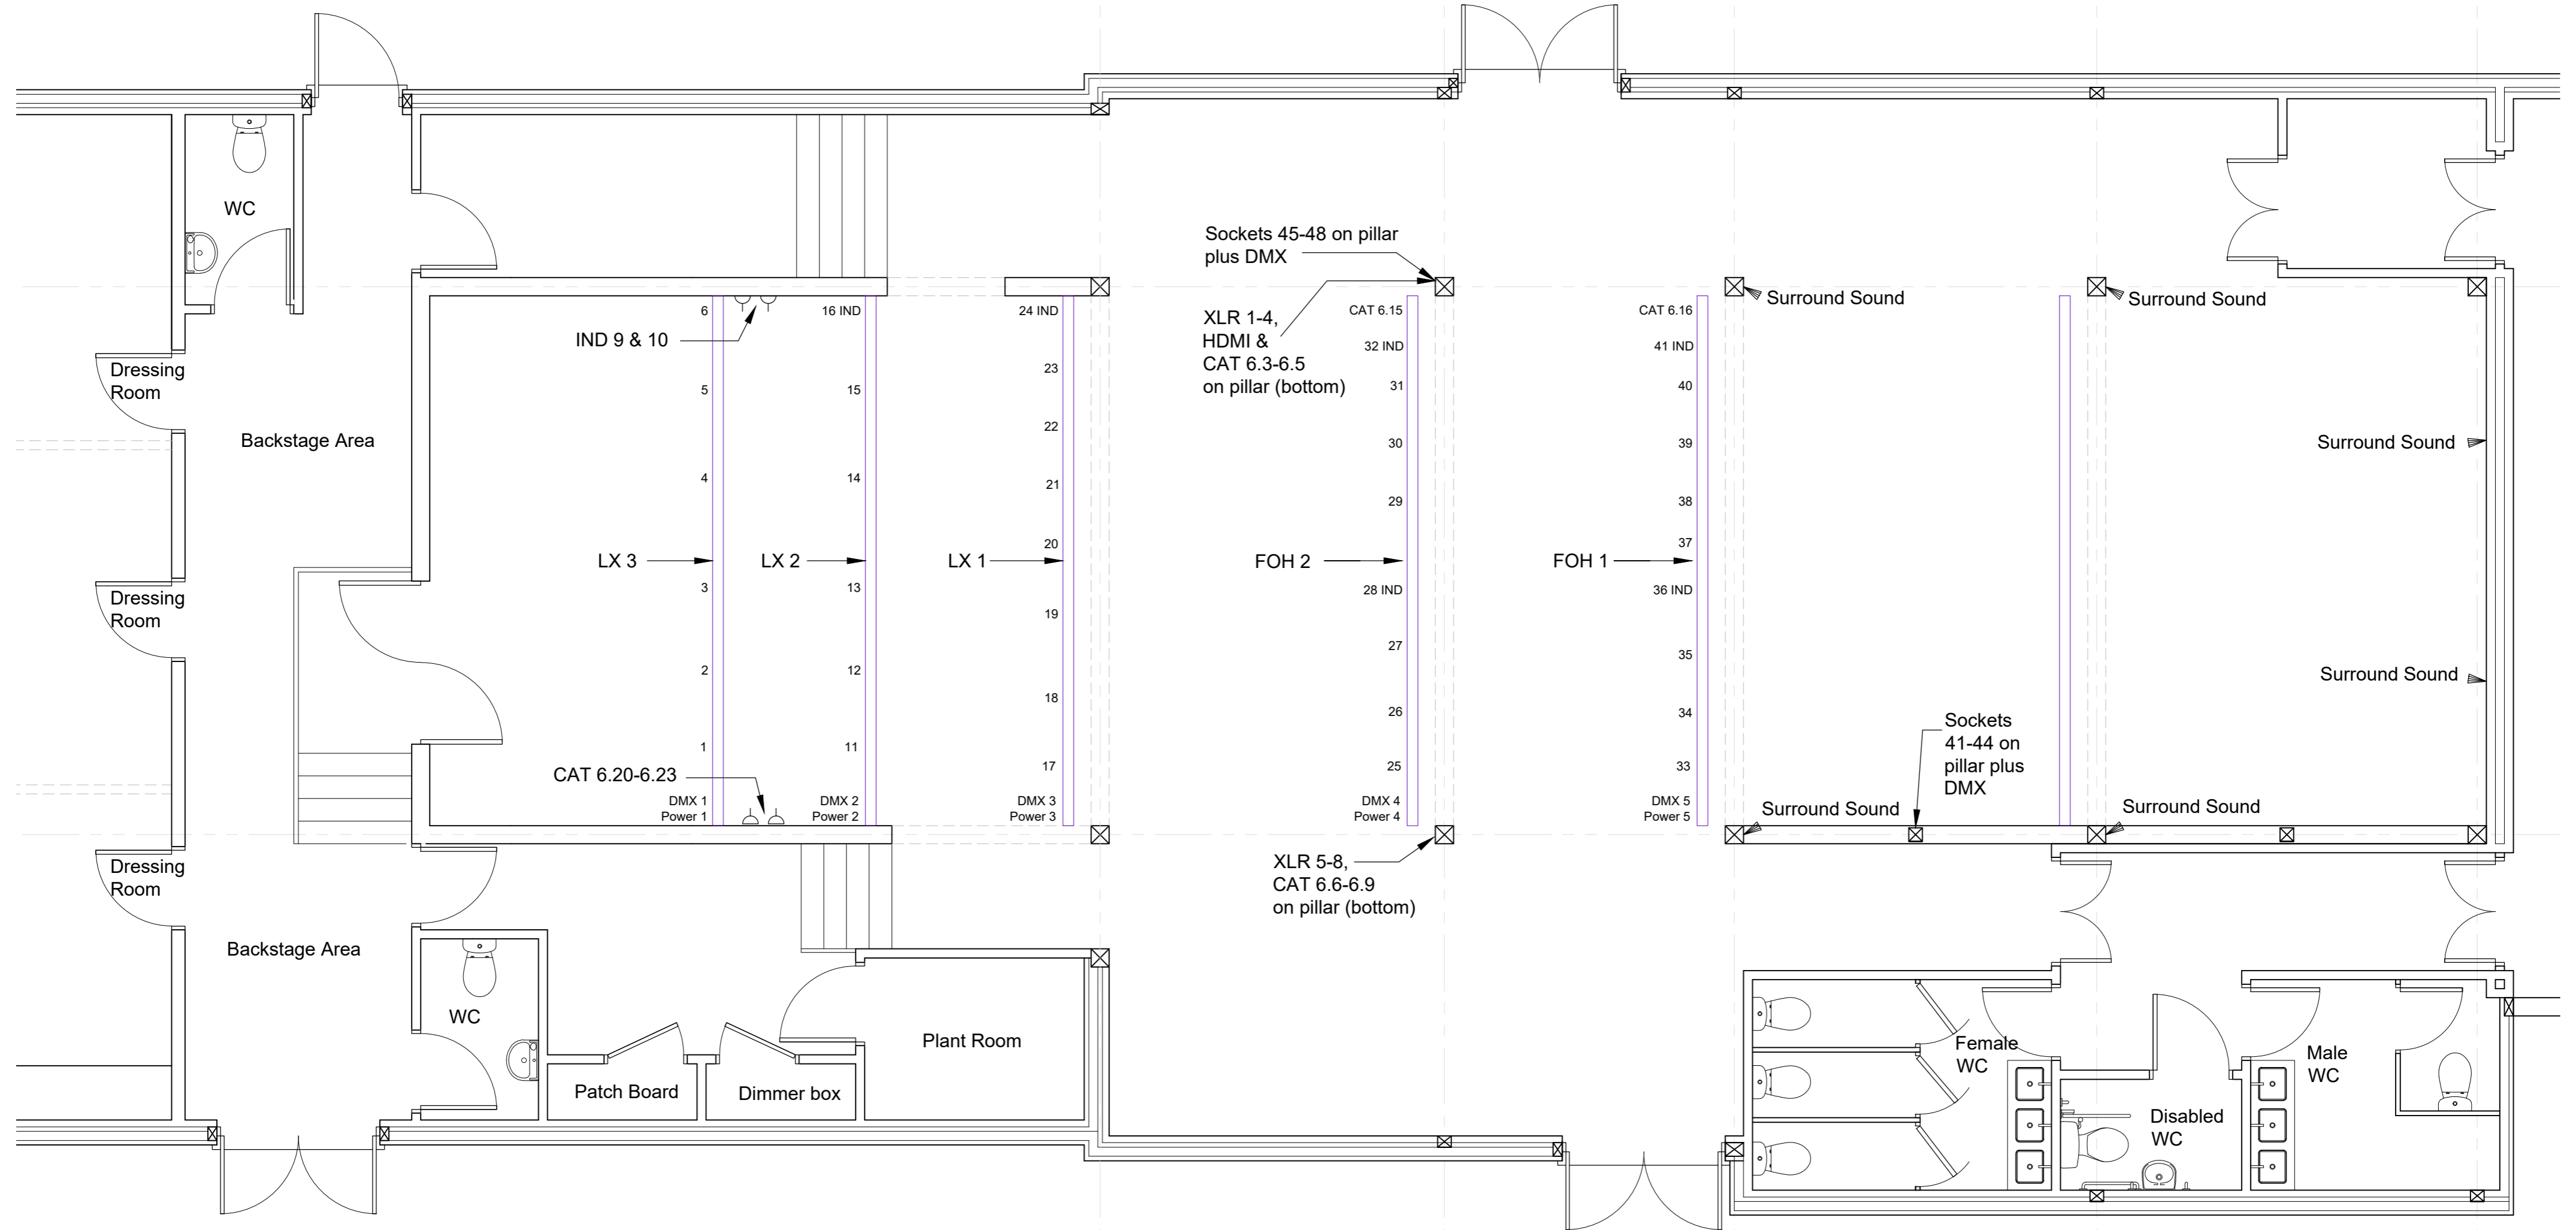 WC
Sockets 45-48 on pillar
plus DMX
XLR 1-4,
HDMI &
CAT 6.3-6.5
on pillar (bottom)
IND 9 & 10
Dressing
Room
Backstage Area
Dressing
Room
Dressing
Room
Backstage Area
WC
LX 3
6
5
4
3
2
1
DMX 1
Power 1
CAT 6.20-6.23
LX 2
16 IND
15
14
13
12
11
DMX 2
Power 2
LX 1
24 IND
23
22
21
20
19
18
17
DMX 3
Power 3
FOH 2
CAT 6.15
32 IND
31
30
29
28 IND
27
26
25
DMX 4
Power 4
XLR 5-8,
CAT 6.6-6.9
on pillar (bottom)
FOH 1
CAT 6.16
41 IND
40
39
38
37
36 IND
35
34
33
DMX 5
Power 5
Surround Sound
Surround Sound
Surround Sound
Surround Sound
Sockets
41-44 on
pillar plus
DMX
Surround Sound
Surround Sound
Patch Board
Dimmer box
Plant Room
Female
WC
Disabled
WC
Male
WC